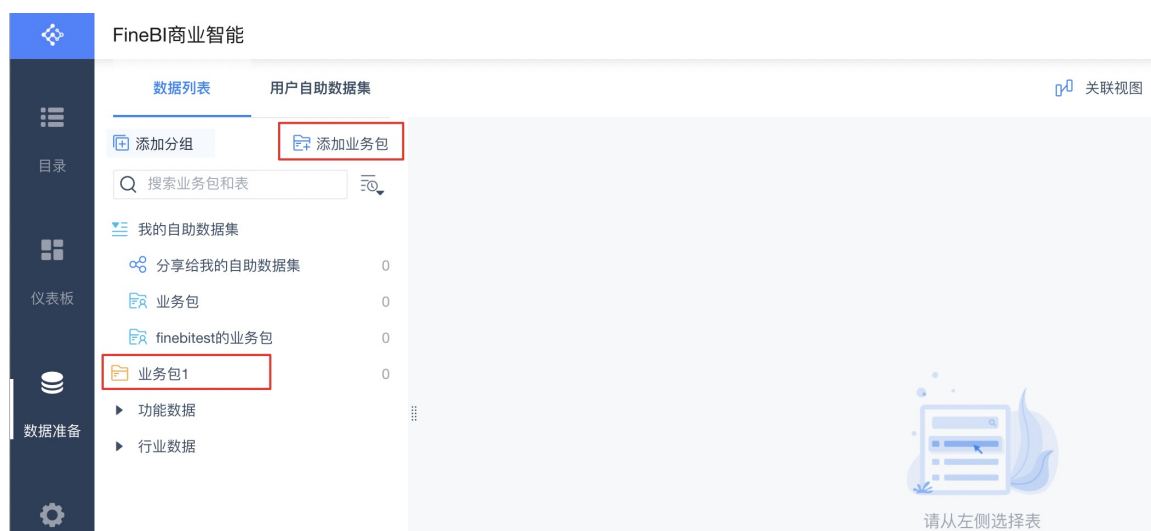 FineBI商业智能
数据列表 用户自助数据集 关联视图
添加分组 添加业务包
目录
搜索业务包和表
我的自助数据集
分享给我的自助数据集 0
仪表板
业务包 0
finebitest的业务包 0
业务包1 0
功能数据
数据准备
行业数据
请从左侧选择表